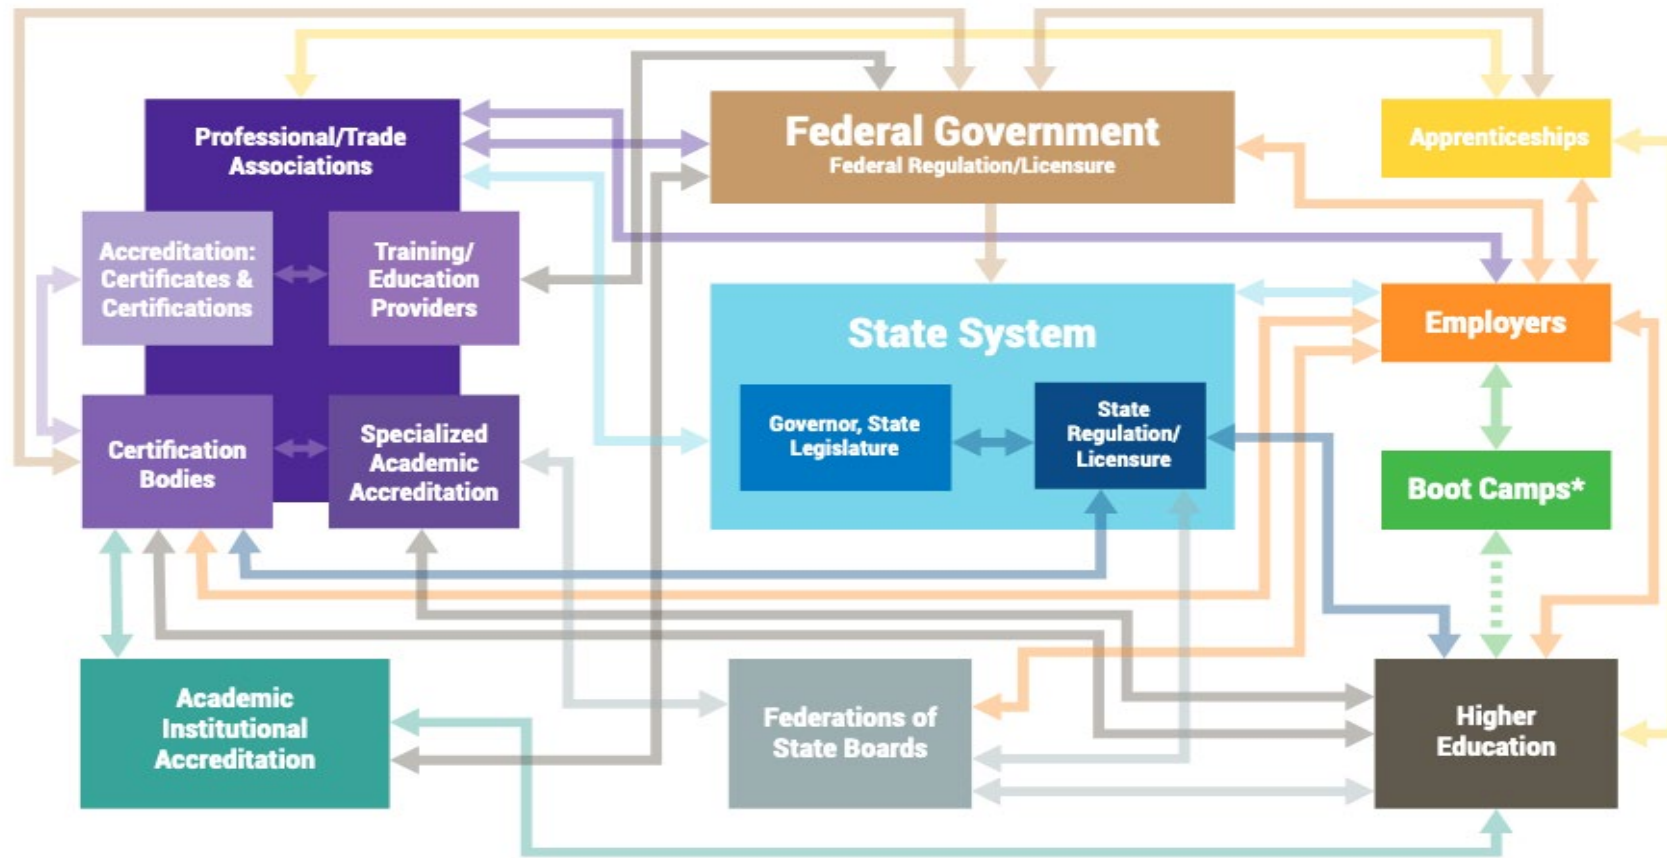 Professional/Trade
Associations
Federal Government
Federal Regulation/Licensure
Apprenticeships
Accreditation:
Certificates &
Certifications
Training/
Education
Providers
State System
Employers
Governor, State
Legislature
State
Regulation/
Licensure
Certification
Bodies
Specialized
Academic
Accreditation
Boot Camps*
Academic
Institutional
Accreditation
Federations of
State Boards
Higher
Education